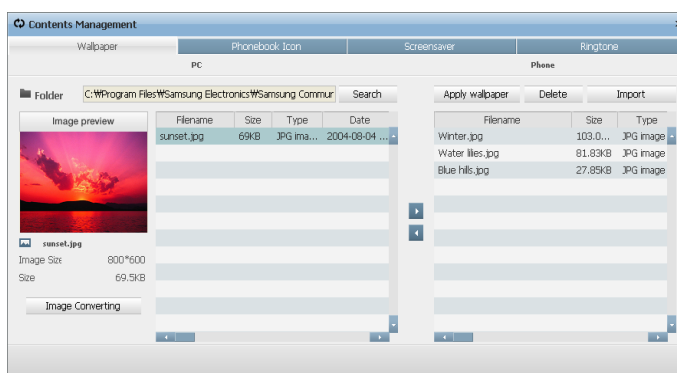 Contents Management
Wallpaper Phonebook Icon Screensaver Ringtone
PC Phone
Folder C:₩Program Files₩Samsung Electronics₩Samsung Commur Search Apply wallpaper Delete Import
Image preview Filename Size Type Date Filename Size Type
sunset.jpg 69KB JPG ima... 2004-08-04 ... Winter.jpg 103.0... JPG image
Water lilies.jpg 81.83KB JPG image
Blue hills.jpg 27.85KB JPG image
sunset.jpg
Image Size 800*600
Size 69.5KB
Image Converting